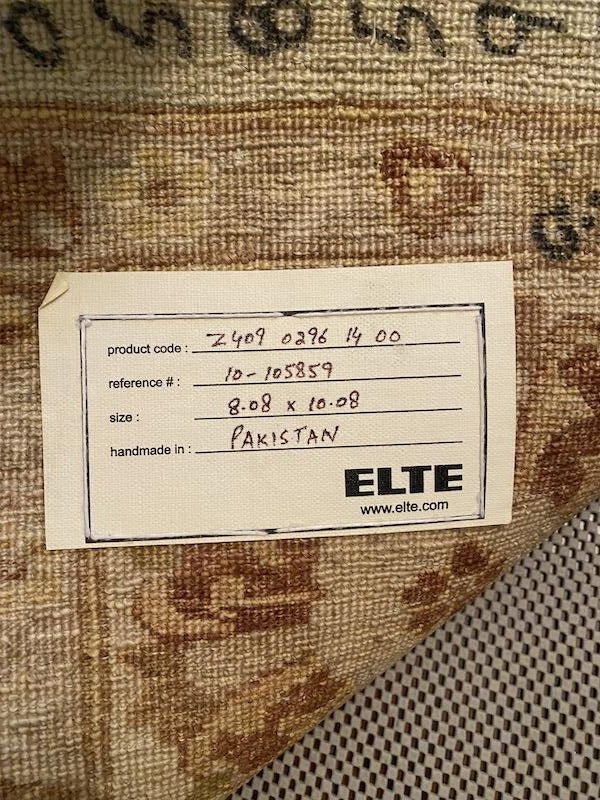 product code : Z409 0296 14 00
reference # : 10-105859
size : 8.08 x 10.08
handmade in : PAKISTAN
ELTE
www.elte.com